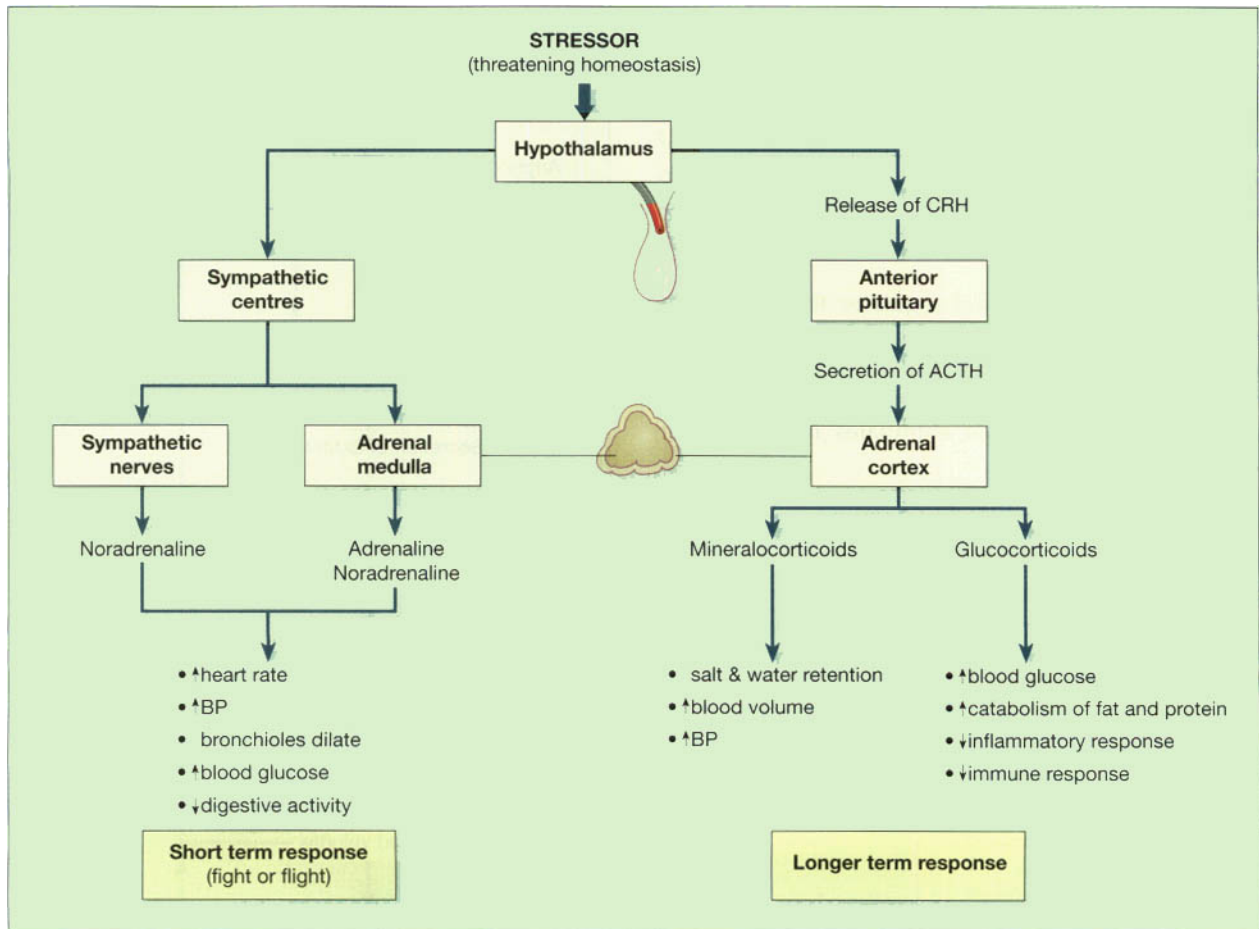 STRESSOR
(threatening homeostasis)
Hypothalamus
Release of CRH
Sympathetic
centres
Anterior
pituitary
Secretion of ACTH
Sympathetic
nerves
Adrenal
medulla
Adrenal
cortex
Noradrenaline
Adrenaline
Noradrenaline
Mineralocorticoids
Glucocorticoids
• ↑heart rate
• ↑BP
• bronchioles dilate
• ↑blood glucose
• ↓digestive activity
• salt & water retention
• ↑blood volume
• ↑BP
• ↑blood glucose
• ↑catabolism of fat and protein
• ↓inflammatory response
• ↓immune response
Short term response
(fight or flight)
Longer term response